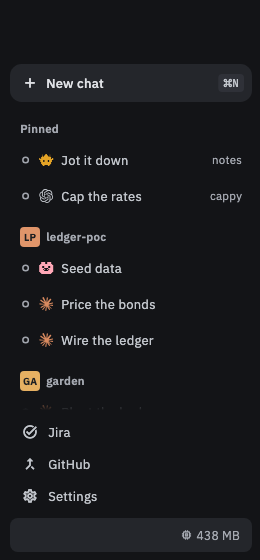 New chat ⌘N
Pinned
Jot it down notes
Cap the rates cappy
LP ledger-poc
Seed data
Price the bonds
Wire the ledger
GA garden
Jira
GitHub
Settings
438 MB